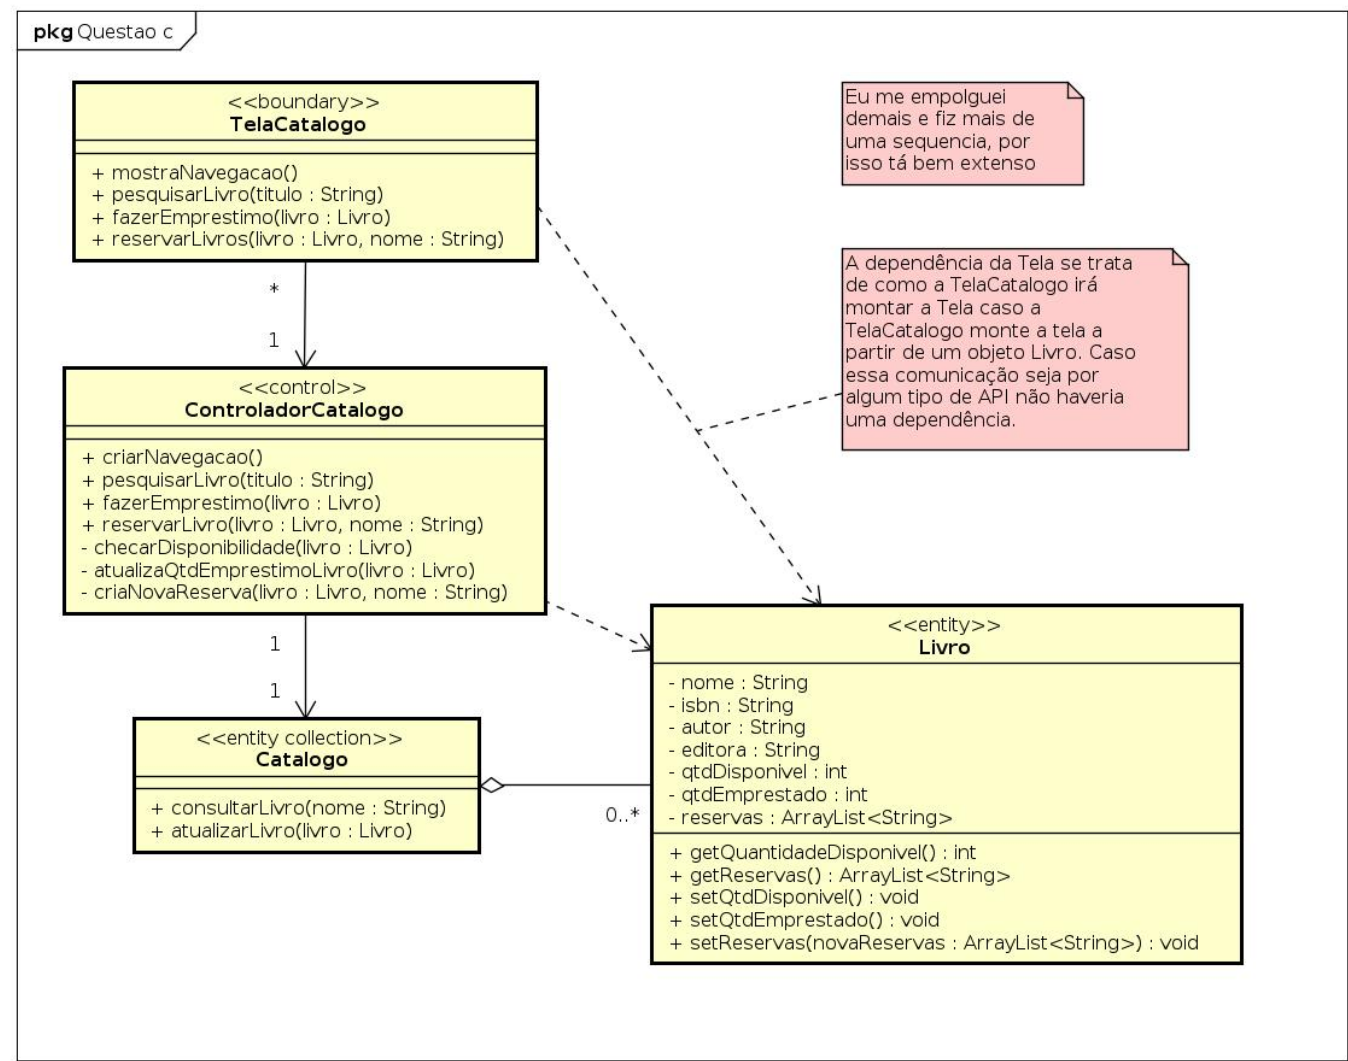 pkg Questao c
<<boundary>>
TelaCatalogo
+ mostraNavegacao()
+ pesquisarLivro(titulo : String)
+ fazerEmprestimo(livro : Livro)
+ reservarLivros(livro : Livro, nome : String)
Eu me empolguei
demais e fiz mais de
uma sequencia, por
isso tá bem extenso
A dependência da Tela se trata
de como a TelaCatalogo irá
montar a Tela caso a
TelaCatalogo monte a tela a
partir de um objeto Livro. Caso
essa comunicação seja por
algum tipo de API não haveria
uma dependência.
*
1
<<control>>
ControladorCatalogo
+ criarNavegacao()
+ pesquisarLivro(titulo : String)
+ fazerEmprestimo(livro : Livro)
+ reservarLivro(livro : Livro, nome : String)
- checarDisponibilidade(livro : Livro)
- atualizaQtdEmprestimoLivro(livro : Livro)
- criaNovaReserva(livro : Livro, nome : String)
1
1
<<entity collection>>
Catalogo
+ consultarLivro(nome : String)
+ atualizarLivro(livro : Livro)
0..*
<<entity>>
Livro
- nome : String
- isbn : String
- autor : String
- editora : String
- qtdDisponivel : int
- qtdEmprestado : int
- reservas : ArrayList<String>
+ getQuantidadeDisponivel() : int
+ getReservas() : ArrayList<String>
+ setQtdDisponivel() : void
+ setQtdEmprestado() : void
+ setReservas(novaReservas : ArrayList<String>) : void